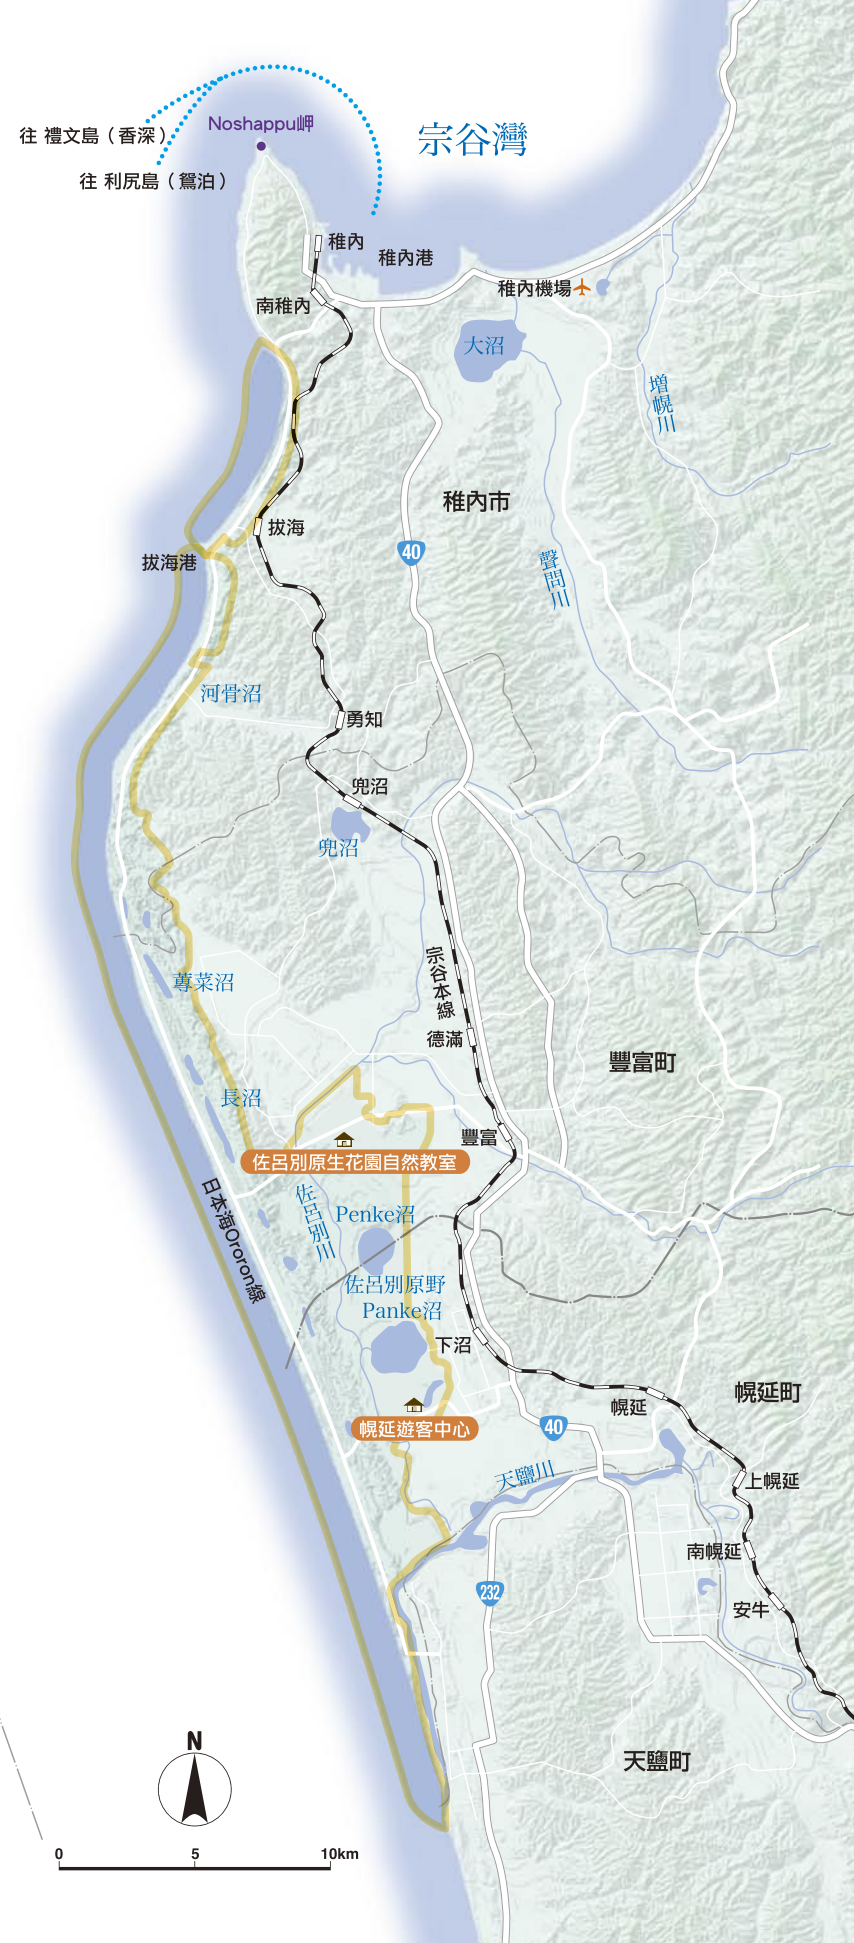 Noshappu岬
宗谷灣
往 禮文島（香深）
往 利尻島（鴛泊）
稚內
稚內港
稚內機場
南稚內
大沼
増幌川
稚內市
拔海
40
拔海港
聲問川
河骨沼
勇知
兜沼
兜沼
宗谷本線
蓴菜沼
德滿
豐富町
長沼
豐富
佐呂別原生花園自然教室
佐呂別川
日本海Ororon線
Penke沼
佐呂別原野
Panke沼
下沼
幌延町
幌延
幌延遊客中心
40
天鹽川
上幌延
南幌延
232
安牛
天鹽町
N
0 5 10km